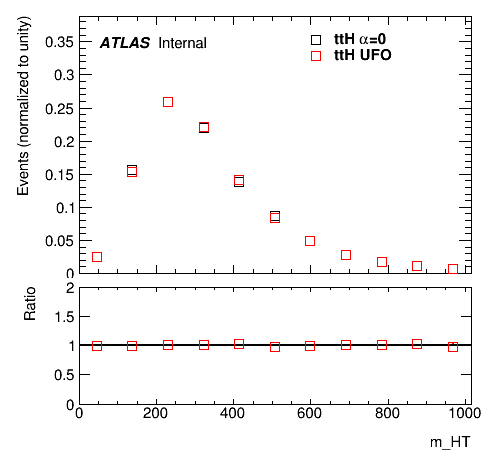 Events (normalized to unity)
0.35
0.3
0.25
0.2
0.15
0.1
0.05
0
ATLAS Internal
ttH α=0
ttH UFO
Ratio
2
1.5
1
0.5
0
0 200 400 600 800 1000
m_HT